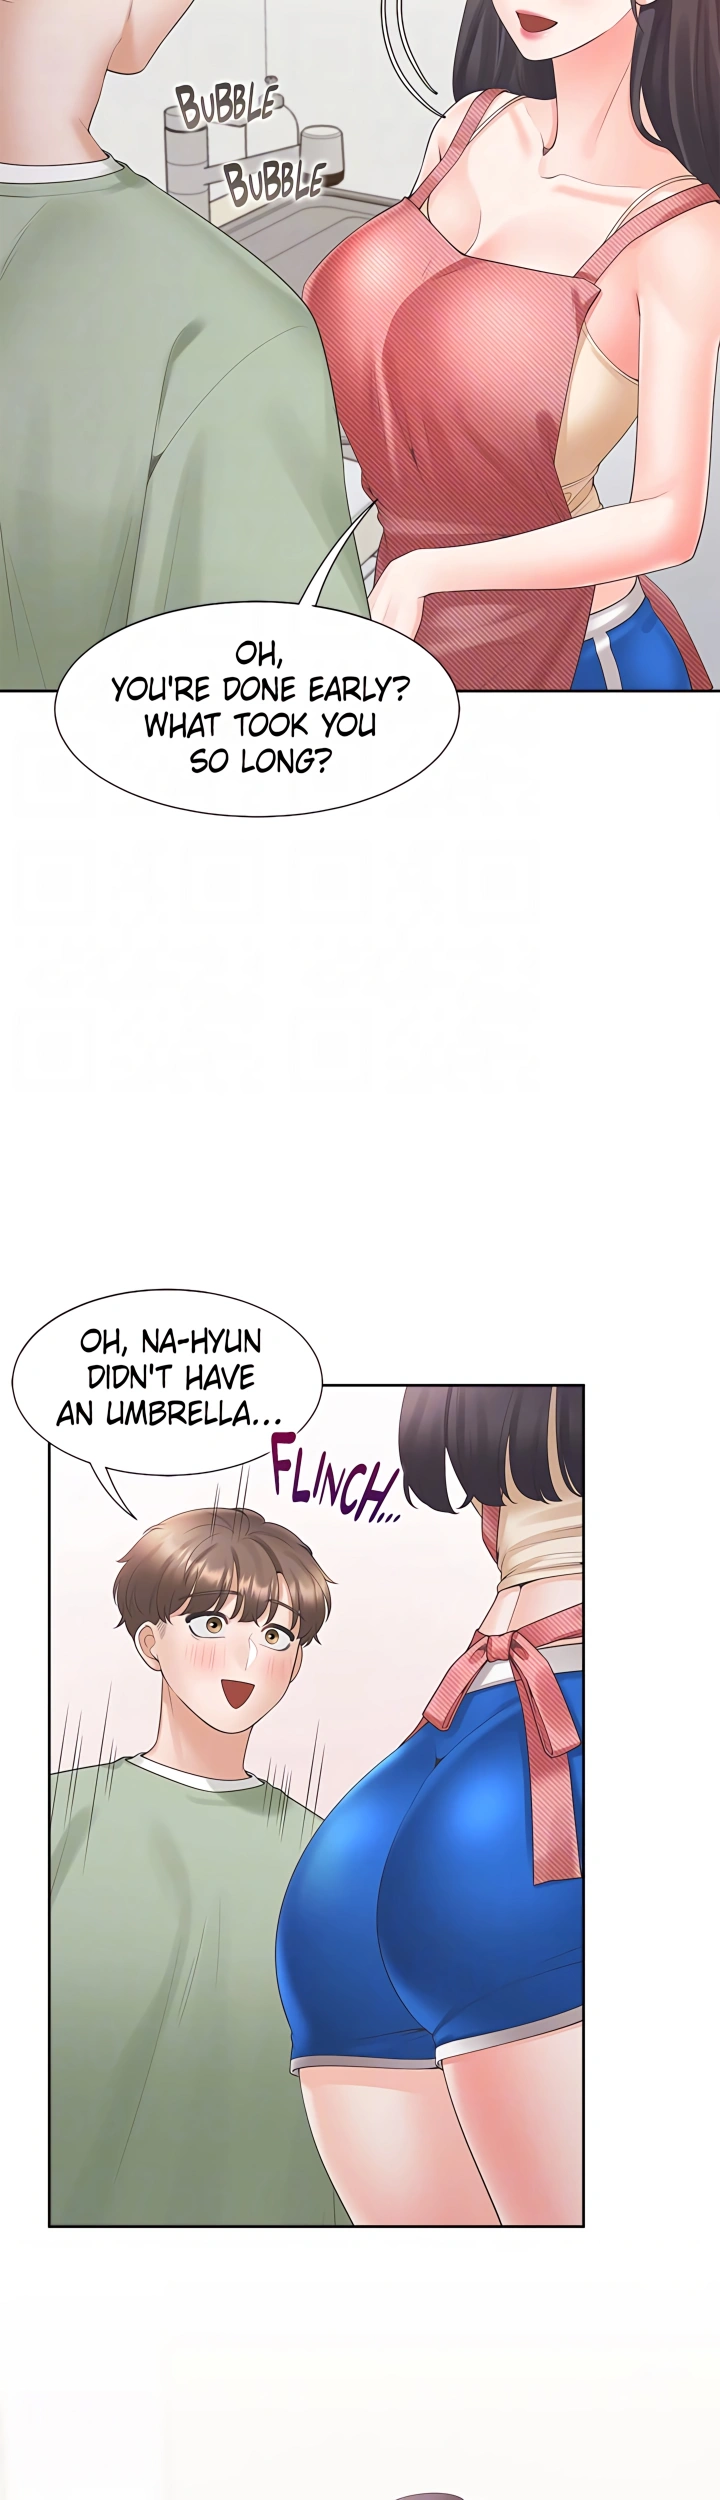 BUBBLE
BUBBLE
OH,
YOU'RE DONE EARLY?
WHAT TOOK YOU
SO LONG?
OH, NA-HYUN
DIDN'T HAVE
AN UMBRELLA...
FLINCH...